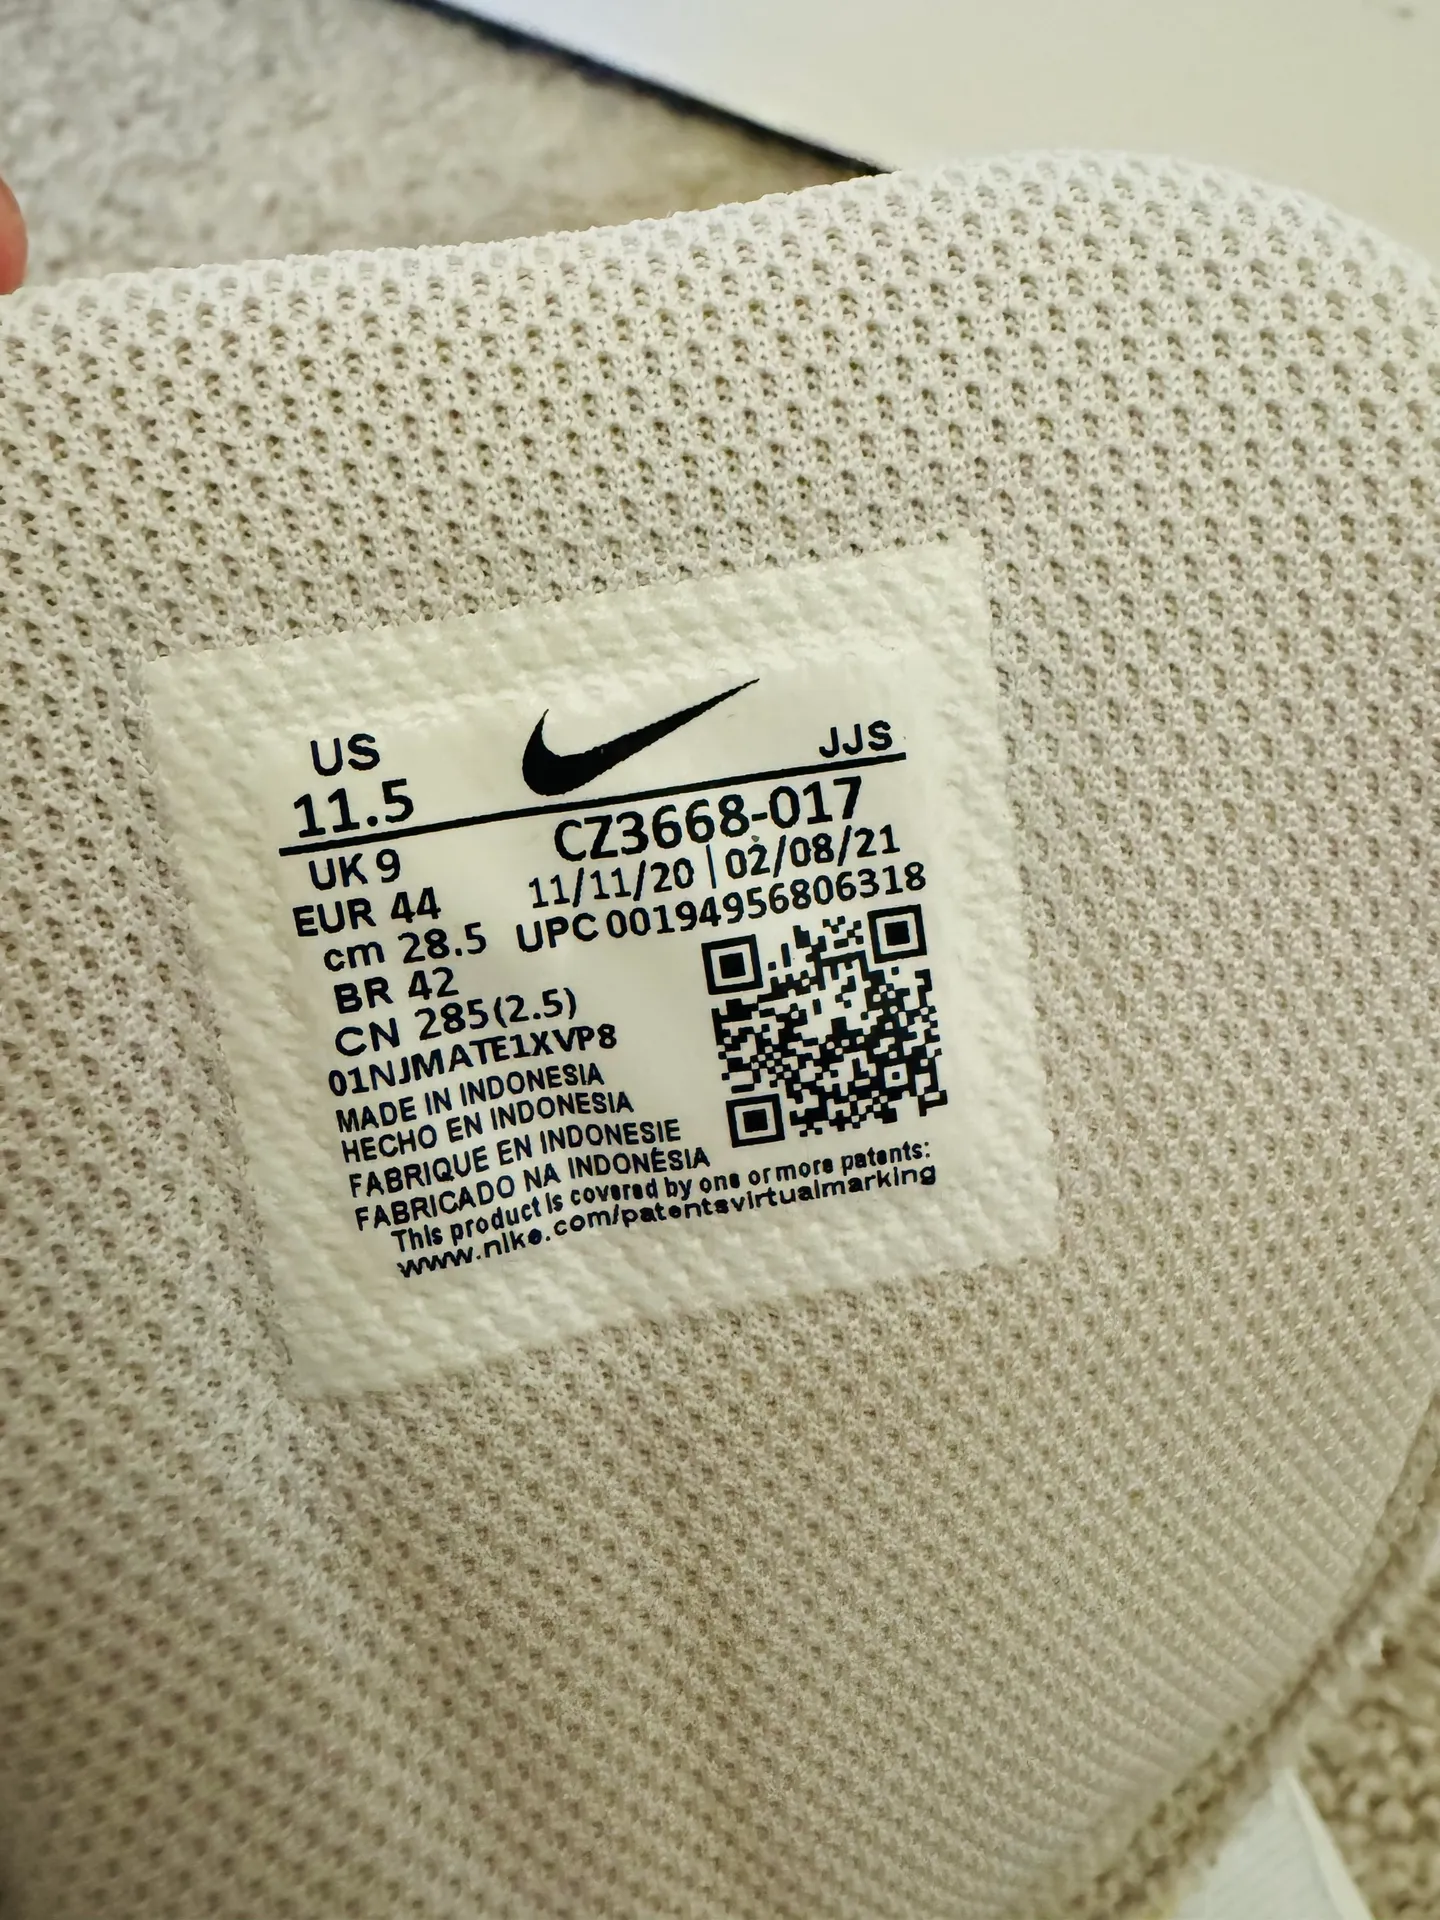 US
11.5
JJS
UK 9
EUR 44
cm 28.5
BR 42
CN 285(2.5)
CZ3668-017
11/11/20 | 02/08/21
UPC 00194956806318
01NJMATE1XVP8
MADE IN INDONESIA
HECHO EN INDONESIA
FABRIQUE EN INDONESIE
FABRICADO NA INDONÉSIA
This product is covered by one or more patents:
www.nike.com/patentsvirtualmarking